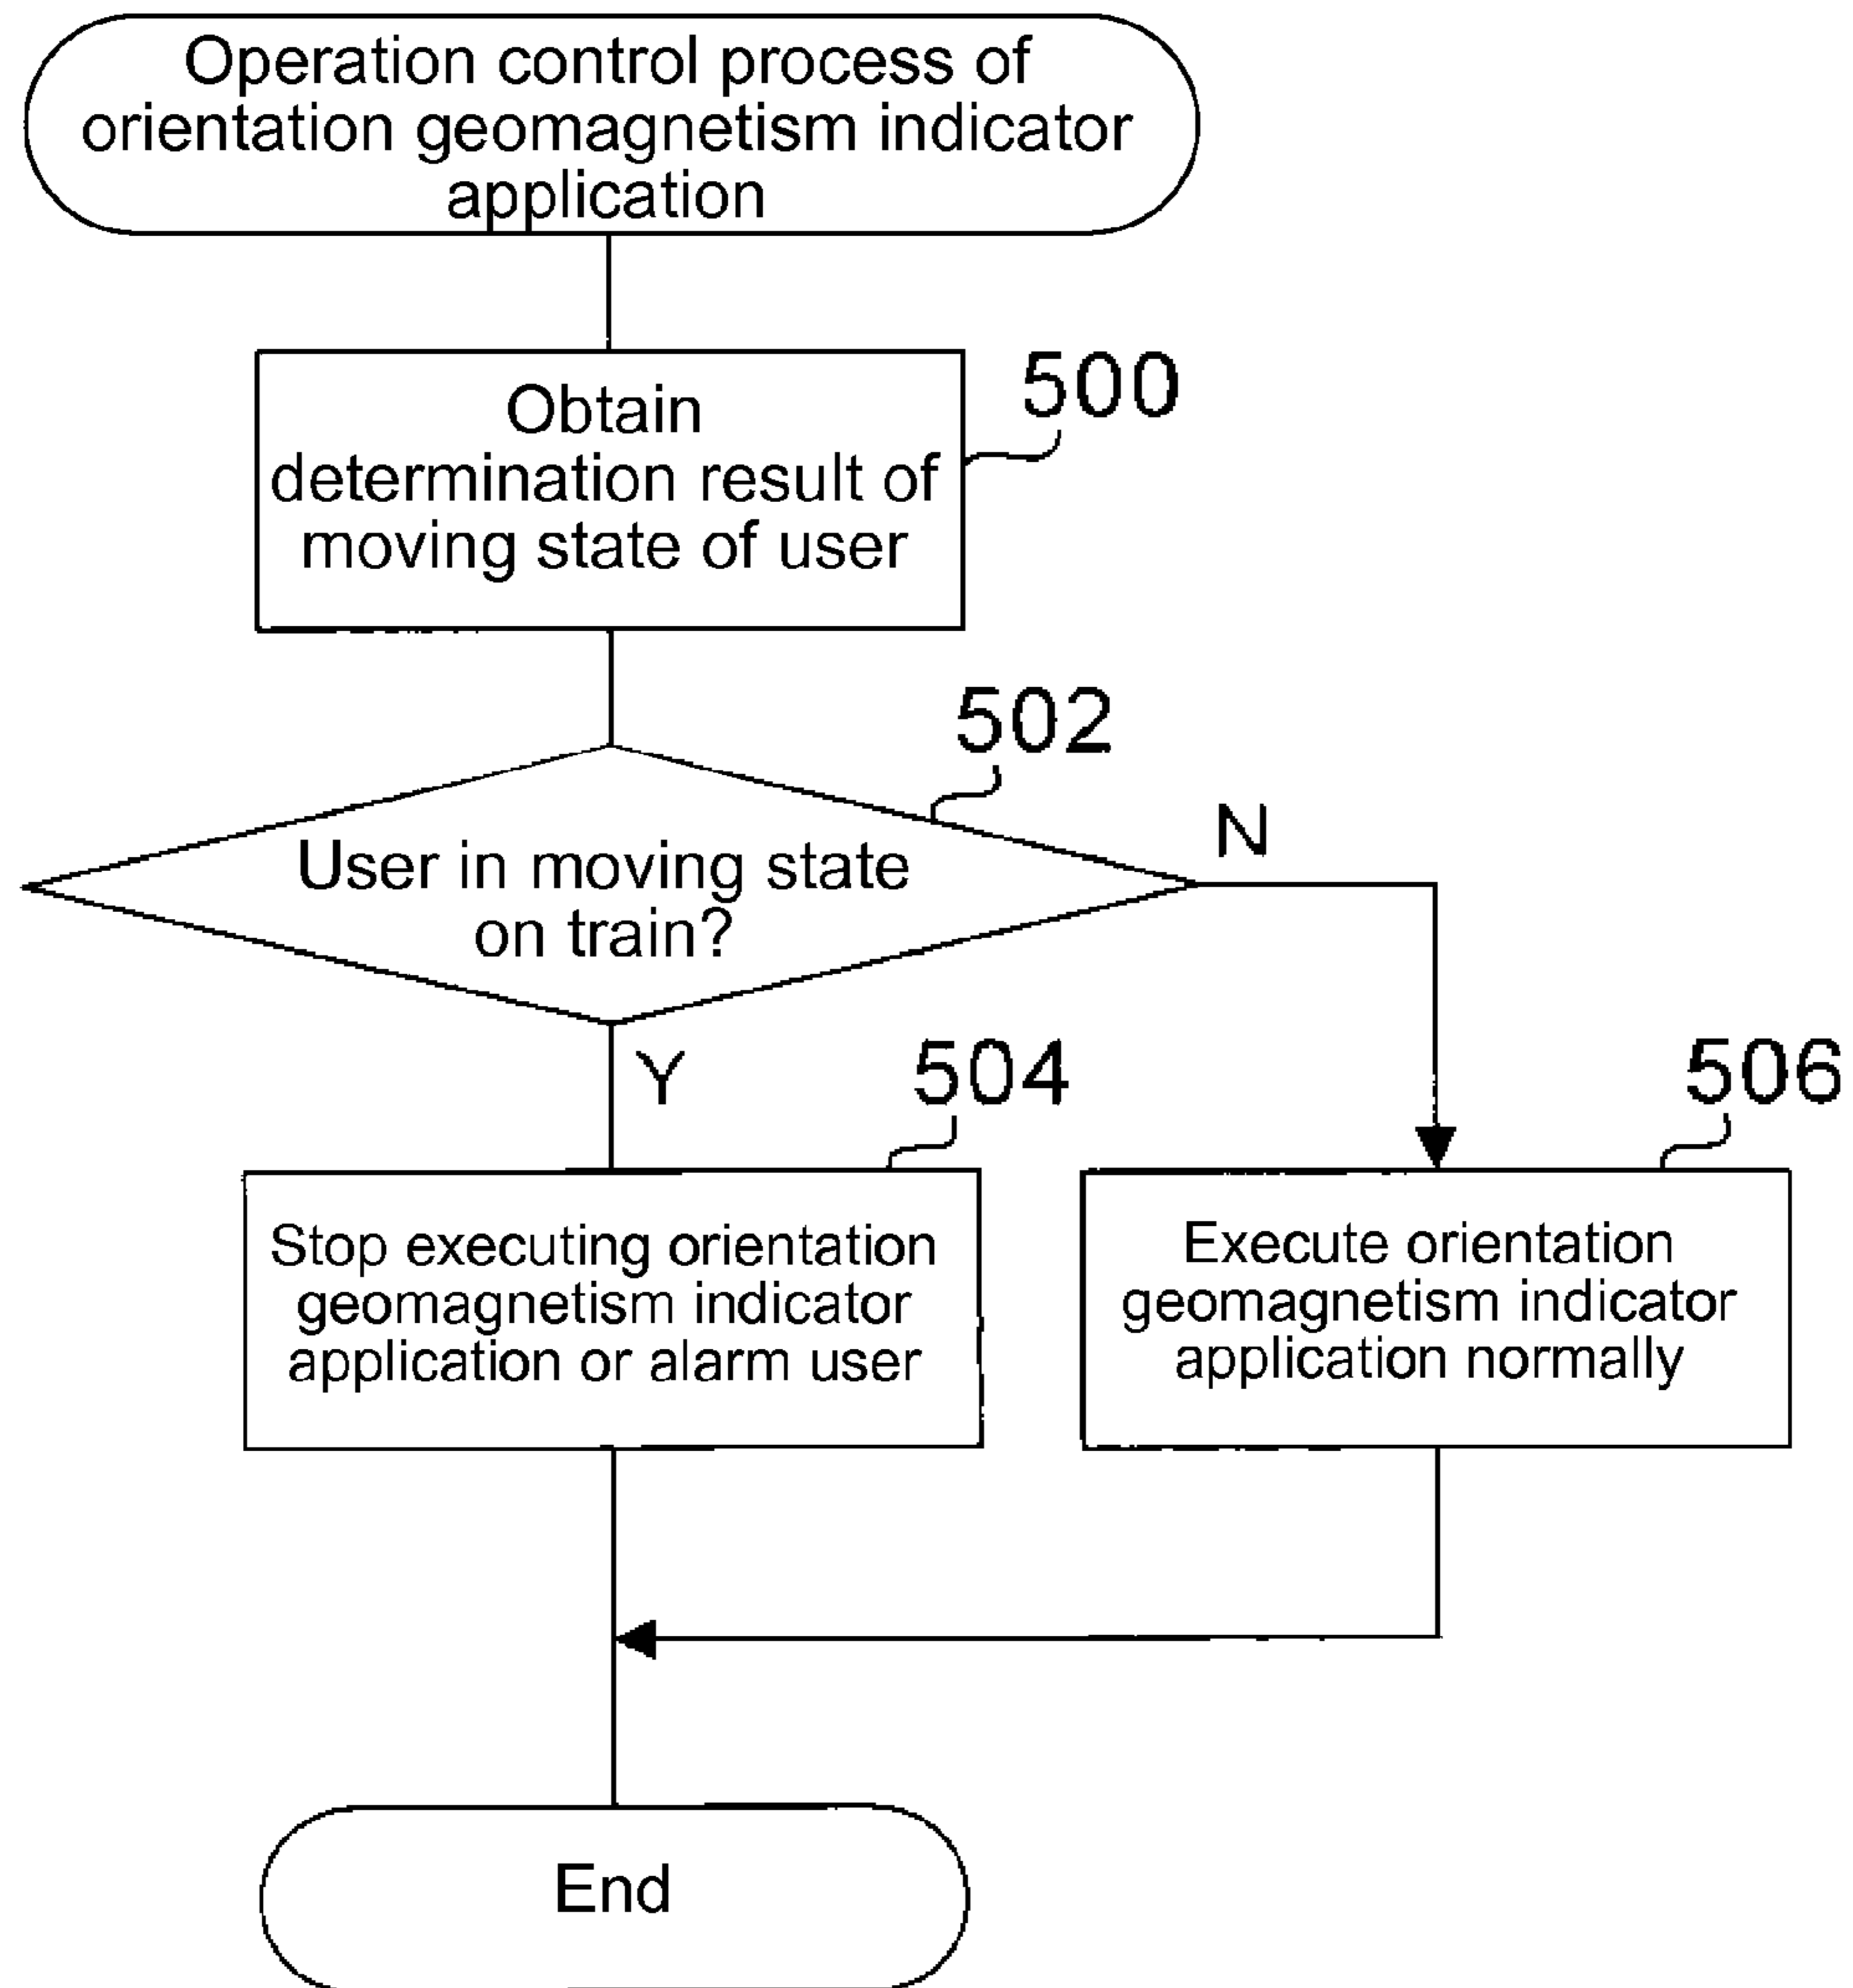 Operation control process of
orientation geomagnetism indicator
application
500
Obtain
determination result of
moving state of user
502
N
User in moving state
on train?
Y
504
506
Stop executing orientation
geomagnetism indicator
application or alarm user
Execute orientation
geomagnetism indicator
application normally
End